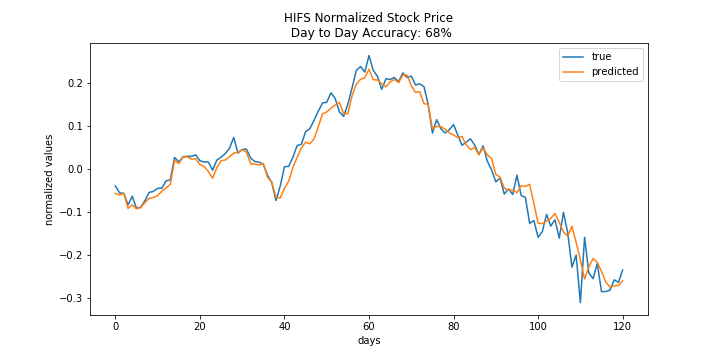 HIFS Normalized Stock Price
Day to Day Accuracy: 68%
true
predicted
normalized values
0.2
0.1
0.0
−0.1
−0.2
−0.3
0
20
40
60
80
100
120
days